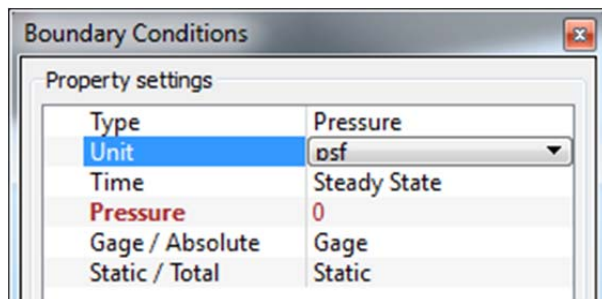 Boundary Conditions
Property settings
Type Pressure
Unit psf
Time Steady State
Pressure 0
Gage / Absolute Gage
Static / Total Static